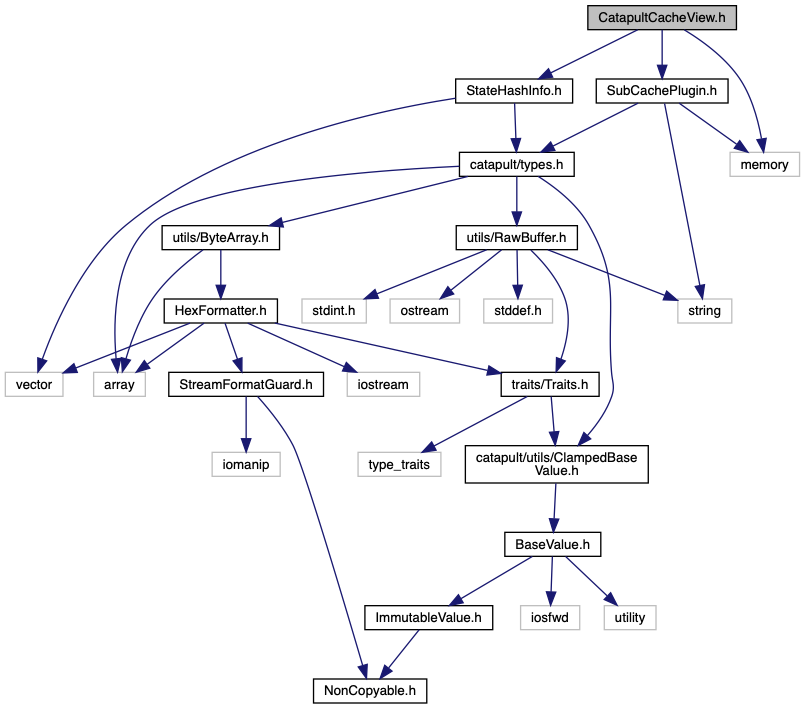 CatapultCacheView.h
StateHashInfo.h
SubCachePlugin.h
catapult/types.h
memory
utils/ByteArray.h
utils/RawBuffer.h
HexFormatter.h
stdint.h
ostream
stddef.h
string
vector
array
StreamFormatGuard.h
iostream
traits/Traits.h
iomanip
type_traits
catapult/utils/ClampedBase
Value.h
BaseValue.h
ImmutableValue.h
iosfwd
utility
NonCopyable.h